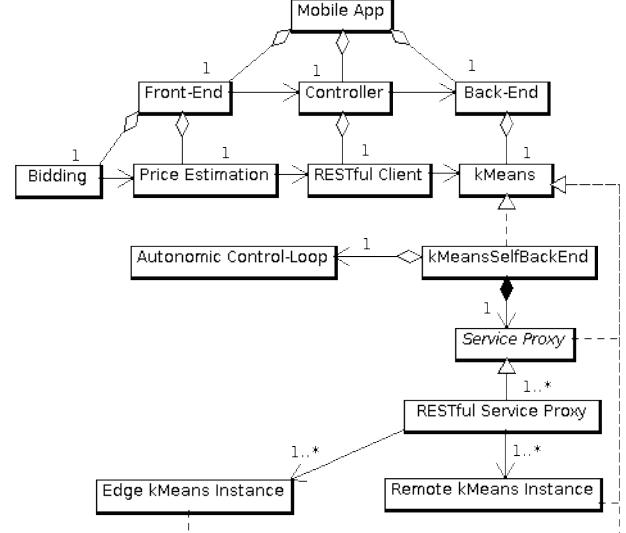 Mobile App
1
1
1
Front-End
Controller
Back-End
1
1
1
1
Bidding
Price Estimation
RESTful Client
kMeans
1
Autonomic Control-Loop
kMeansSelfBackEnd
1
Service Proxy
1..*
RESTful Service Proxy
1..*
1..*
Edge kMeans Instance
Remote kMeans Instance